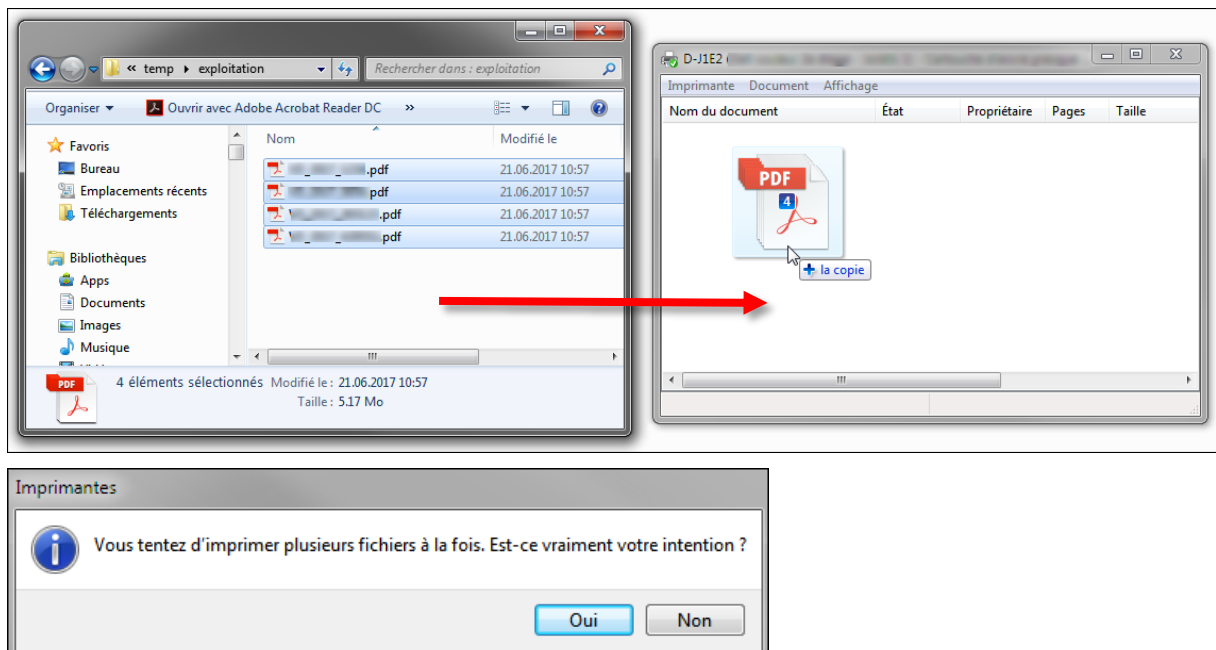 « temp ▸ exploitation
Rechercher dans : exploitation
Organiser
Ouvrir avec Adobe Acrobat Reader DC »
Favoris
Bureau
Emplacements récents
Téléchargements
Bibliothèques
Apps
Documents
Images
Musique
Nom Modifié le
.pdf 21.06.2017 10:57
pdf 21.06.2017 10:57
.pdf 21.06.2017 10:57
.pdf 21.06.2017 10:57
PDF
4 éléments sélectionnés Modifié le : 21.06.2017 10:57
Taille : 5.17 Mo
D-J1E2
Imprimante Document Affichage
Nom du document État Propriétaire Pages Taille
PDF
4
la copie
Imprimantes
Vous tentez d'imprimer plusieurs fichiers à la fois. Est-ce vraiment votre intention ?
Oui Non